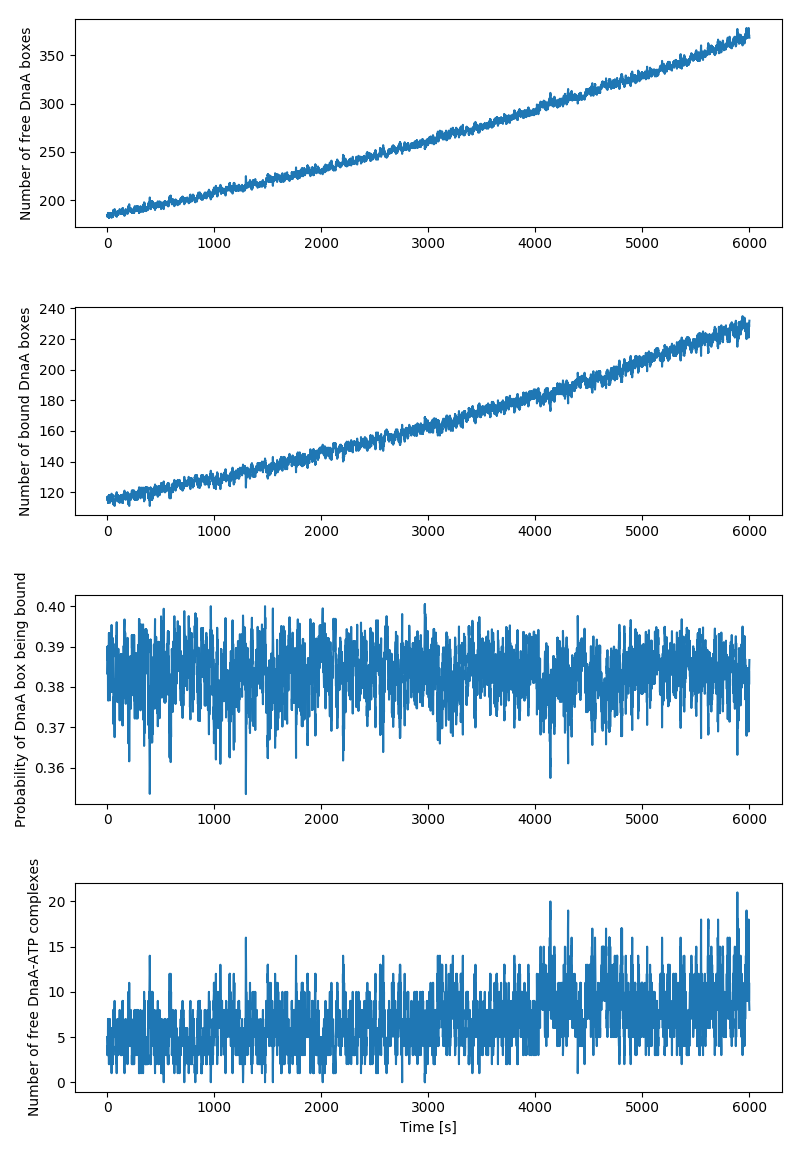 Number of free DnaA boxes
350
300
250
200
0 1000 2000 3000 4000 5000 6000
Number of bound DnaA boxes
240
220
200
180
160
140
120
0 1000 2000 3000 4000 5000 6000
Probability of DnaA box being bound
0.40
0.39
0.38
0.37
0.36
0 1000 2000 3000 4000 5000 6000
Number of free DnaA-ATP complexes
20
15
10
5
0
0 1000 2000 3000 4000 5000 6000
Time [s]